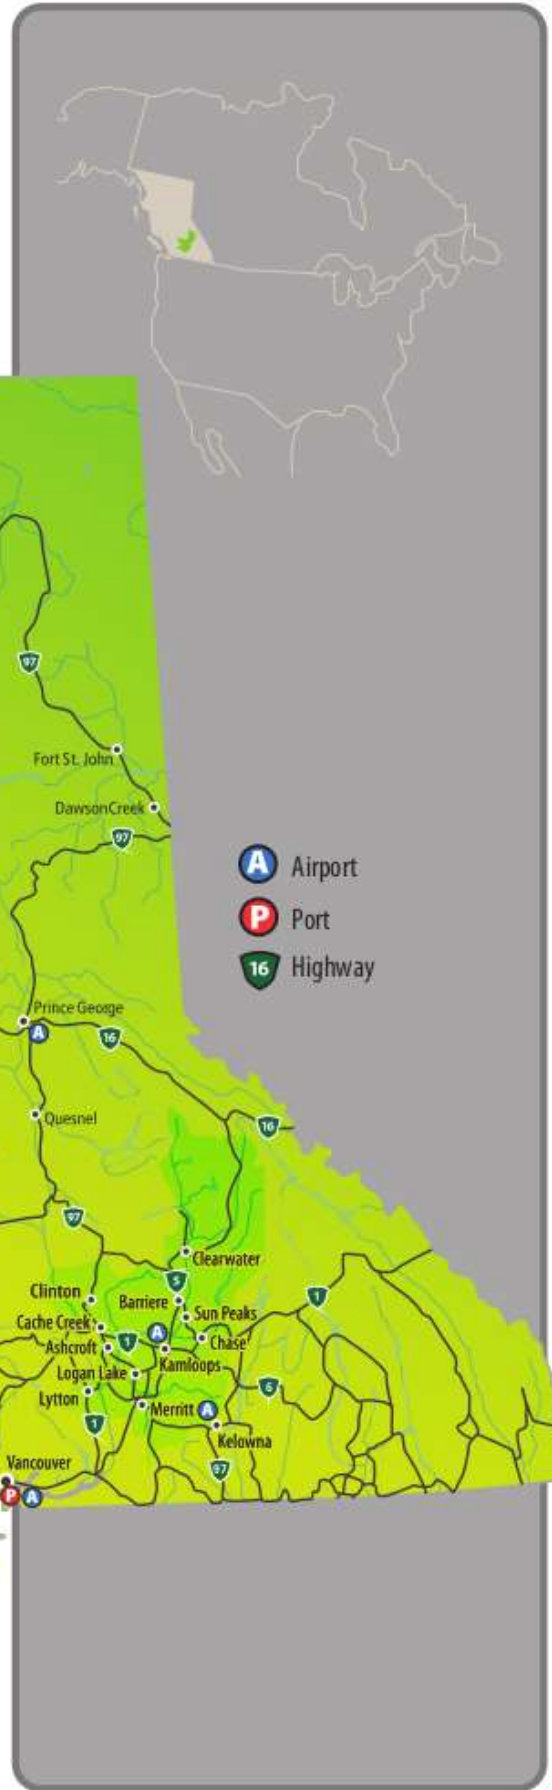 97
Fort St. John
DawsonCreek
97
A Airport
P Port
16 Highway
Prince George
A
16
Quesnel
16
97
Clearwater
5
Clinton
Barriere
1
Sun Peaks
Cache Creek
A
1
Chase
Ashcroft
Kamloops
Logan Lake
6
Lytton
Merritt
A
1
Kelowna
Vancouver
97
P
A